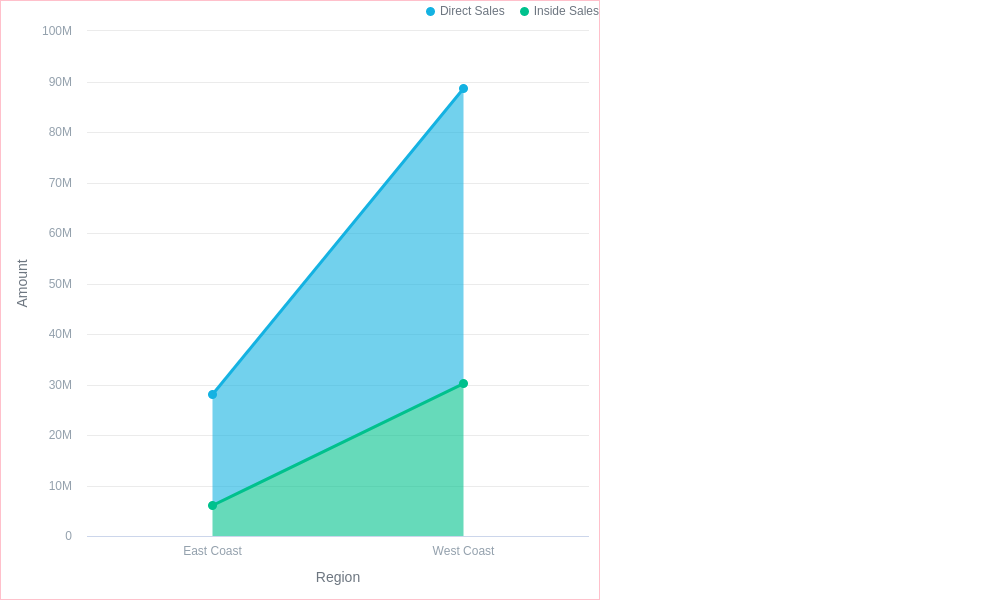 Direct Sales Inside Sales
100M
90M
80M
70M
60M
50M
40M
30M
20M
10M
0
Amount
East Coast West Coast
Region